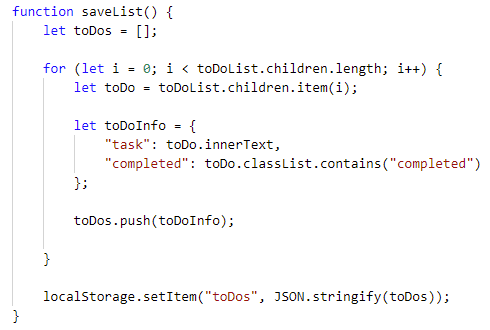 function saveList() {
    let toDos = [];

    for (let i = 0; i < toDoList.children.length; i++) {
        let toDo = toDoList.children.item(i);

        let toDoInfo = {
            "task": toDo.innerText,
            "completed": toDo.classList.contains("completed")
        };

        toDos.push(toDoInfo);

    }

    localStorage.setItem("toDos", JSON.stringify(toDos));
}